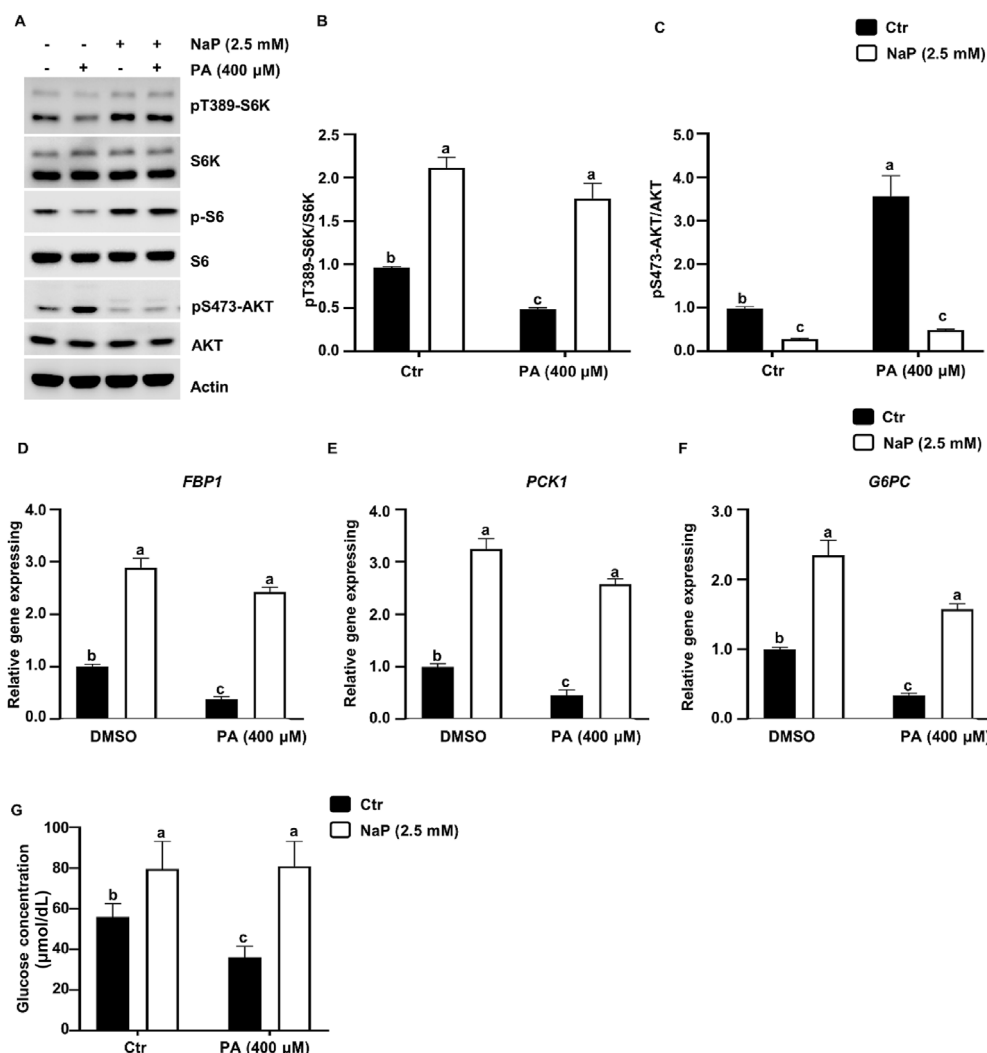 A
- - + + NaP (2.5 mM)
- + - + PA (400 μM)
pT389-S6K
S6K
p-S6
S6
pS473-AKT
AKT
Actin
B
pT389-S6K/S6K
2.5
2.0
1.5
1.0
0.5
0.0
b
a
c
a
Ctr
PA (400 μM)
C
Ctr
NaP (2.5 mM)
pS473-AKT/AKT
5.0
4.0
3.0
2.0
1.0
0.0
b
c
a
c
Ctr
PA (400 μM)
Ctr
NaP (2.5 mM)
D
FBP1
Relative gene expressing
4.0
3.0
2.0
1.0
0.0
b
a
c
a
DMSO
PA (400 μM)
E
PCK1
Relative gene expressing
4.0
3.0
2.0
1.0
0.0
b
a
c
a
DMSO
PA (400 μM)
F
G6PC
Relative gene expressing
3.0
2.0
1.0
0.0
b
a
c
a
DMSO
PA (400 μM)
G
Ctr
NaP (2.5 mM)
Glucose concentration
(μmol/dL)
100
80
60
40
20
0
b
a
c
a
Ctr
PA (400 μM)